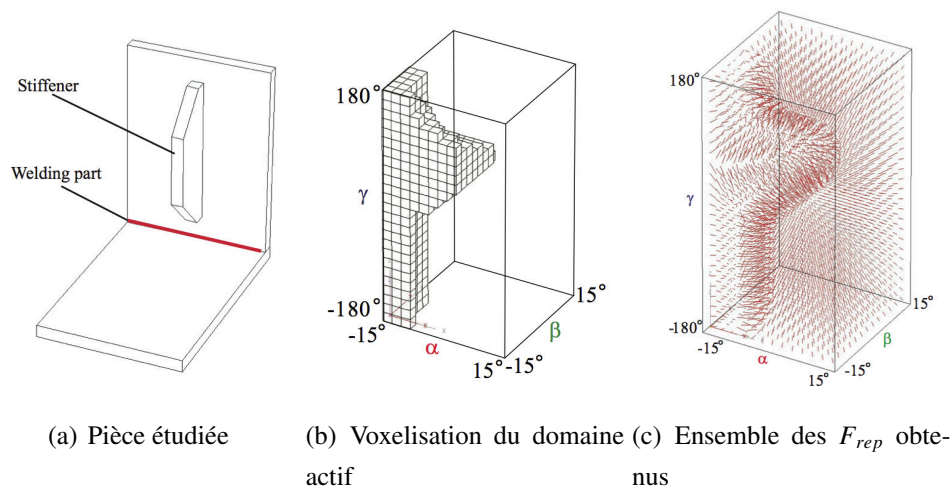 Stiffener
Welding part
180°
γ
-180°
-15°
α
15°
-15°
β
15°
x
x
180°
γ
-180°
-15°
α
15°
-15°
β
15°
(a) Pièce étudiée
(b) Voxelisation du domaine
actif
(c) Ensemble des F_rep obte-
nus